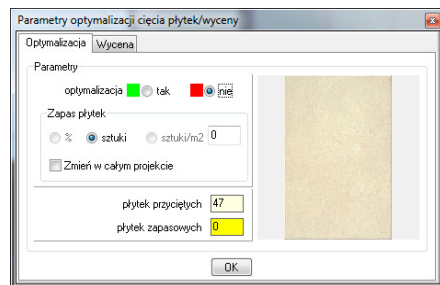 Parametry optymalizacji cięcia płytek/wyceny
Optymalizacja Wycena
Parametry
optymalizacja tak nie
Zapas płytek
% sztuki sztuki/m2 0
Zmień w całym projekcie
płytek przyciętych 47
płytek zapasowych 0
OK